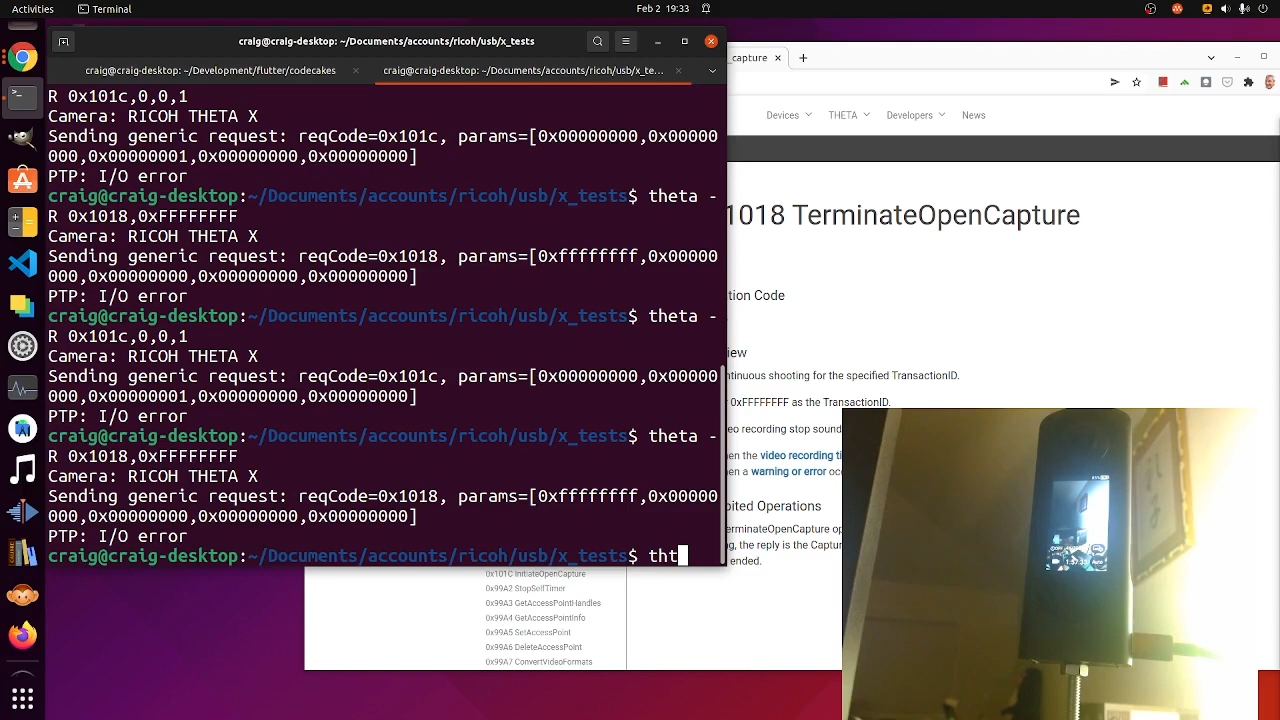 Activities
Terminal
Feb 2 19:33
craig@craig-desktop: ~/Documents/accounts/ricoh/usb/x_tests
craig@craig-desktop: ~/Development/flutter/codecakes
craig@craig-desktop: ~/Documents/accounts/ricoh/usb/x_te...
R 0x101c,0,0,1
Camera: RICOH THETA X
Sending generic request: reqCode=0x101c, params=[0x00000000,0x00000
000,0x00000001,0x00000000,0x00000000]
PTP: I/O error
craig@craig-desktop:~/Documents/accounts/ricoh/usb/x_tests$ theta -
R 0x1018,0xFFFFFFFF
Camera: RICOH THETA X
Sending generic request: reqCode=0x1018, params=[0xffffffff,0x00000
000,0x00000000,0x00000000,0x00000000]
PTP: I/O error
craig@craig-desktop:~/Documents/accounts/ricoh/usb/x_tests$ theta -
R 0x101c,0,0,1
Camera: RICOH THETA X
Sending generic request: reqCode=0x101c, params=[0x00000000,0x00000
000,0x00000001,0x00000000,0x00000000]
PTP: I/O error
craig@craig-desktop:~/Documents/accounts/ricoh/usb/x_tests$ theta -
R 0x1018,0xFFFFFFFF
Camera: RICOH THETA X
Sending generic request: reqCode=0x1018, params=[0xffffffff,0x00000
000,0x00000000,0x00000000,0x00000000]
PTP: I/O error
craig@craig-desktop:~/Documents/accounts/ricoh/usb/x_tests$ tht
_capture
Devices
THETA
Developers
News
1018 TerminateOpenCapture
tion Code
view
ntinuous shooting for the specified TransactionID.
0xFFFFFFFF as the TransactionID.
eo recording stop sound
en the video recording ti
en a warning or error oc
bited Operations
erminateOpenCapture op
g, the reply is the Captur
ended.
0x101C InitiateOpenCapture
0x99A2 StopSelfTimer
0x99A3 GetAccessPointHandles
0x99A4 GetAccessPointInfo
0x99A5 SetAccessPoint
0x99A6 DeleteAccessPoint
0x99A7 ConvertVideoFormats
Auto